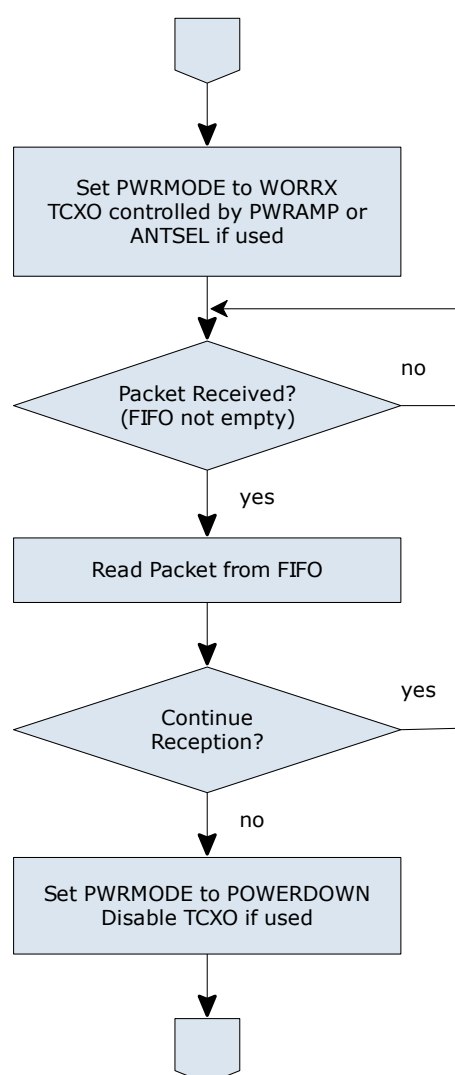 Set PWRMODE to WORRX
TCXO controlled by PWRAMP or
ANTSEL if used
no
Packet Received?
(FIFO not empty)
yes
Read Packet from FIFO
yes
Continue
Reception?
no
Set PWRMODE to POWERDOWN
Disable TCXO if used